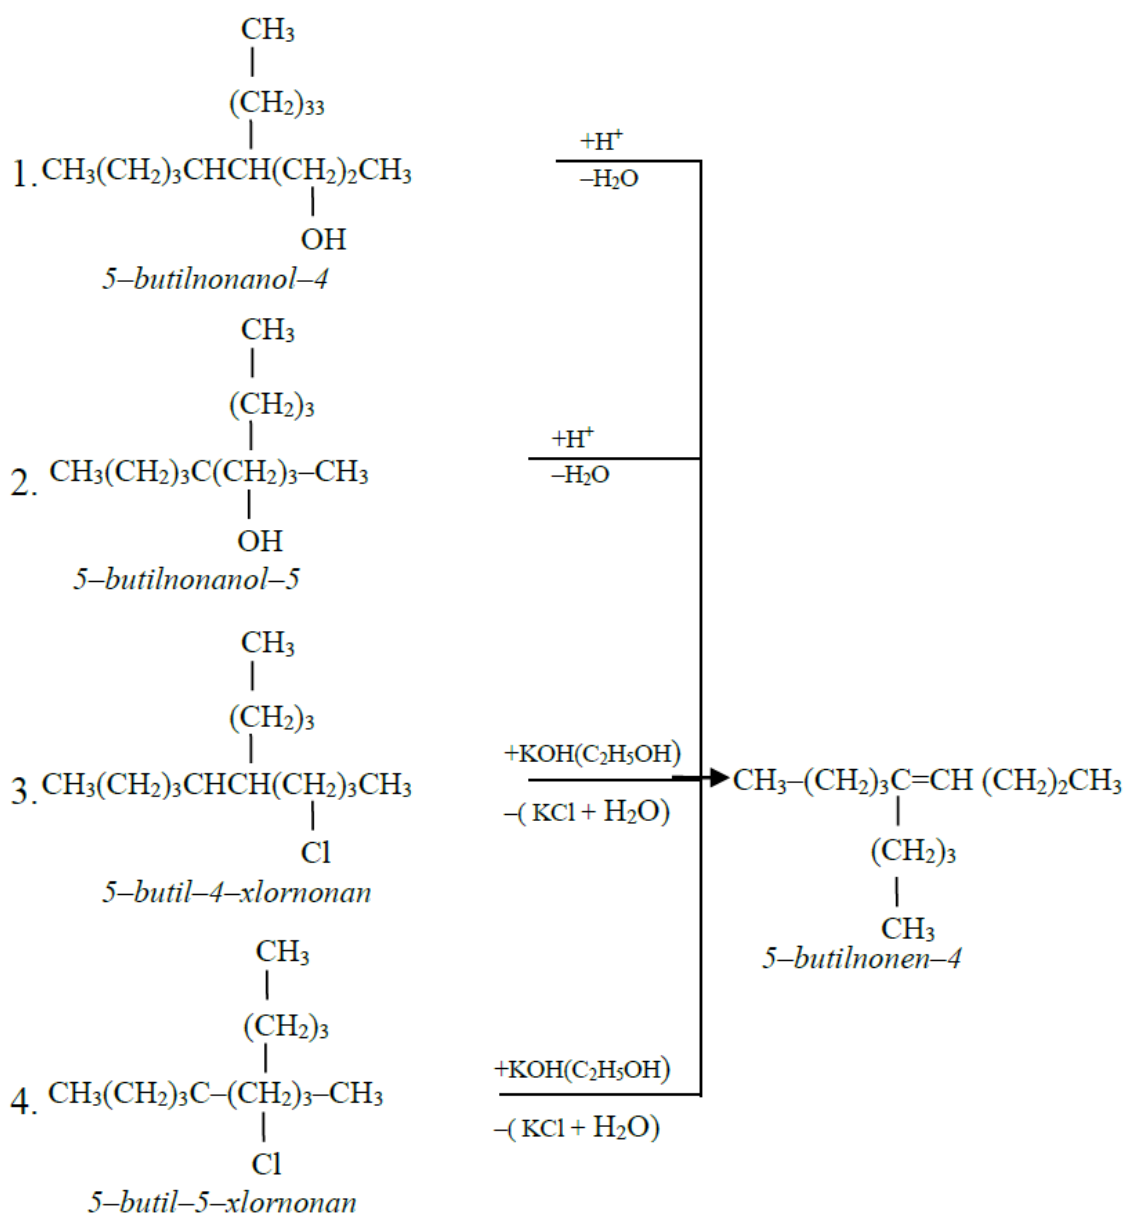 CH₃
(CH₂)₃₃
1. CH₃(CH₂)₃CHCH(CH₂)₂CH₃
OH
5–butilnonanol–4
+H⁺
–H₂O
CH₃
(CH₂)₃
2. CH₃(CH₂)₃C(CH₂)₃–CH₃
OH
5–butilnonanol–5
+H⁺
–H₂O
CH₃
(CH₂)₃
3. CH₃(CH₂)₃CHCH(CH₂)₃CH₃
Cl
5–butil–4–xlornonan
+KOH(C₂H₅OH)
–( KCl + H₂O)
CH₃–(CH₂)₃C=CH (CH₂)₂CH₃
(CH₂)₃
CH₃
5–butilnonen–4
CH₃
(CH₂)₃
4. CH₃(CH₂)₃C–(CH₂)₃–CH₃
Cl
5–butil–5–xlornonan
+KOH(C₂H₅OH)
–( KCl + H₂O)